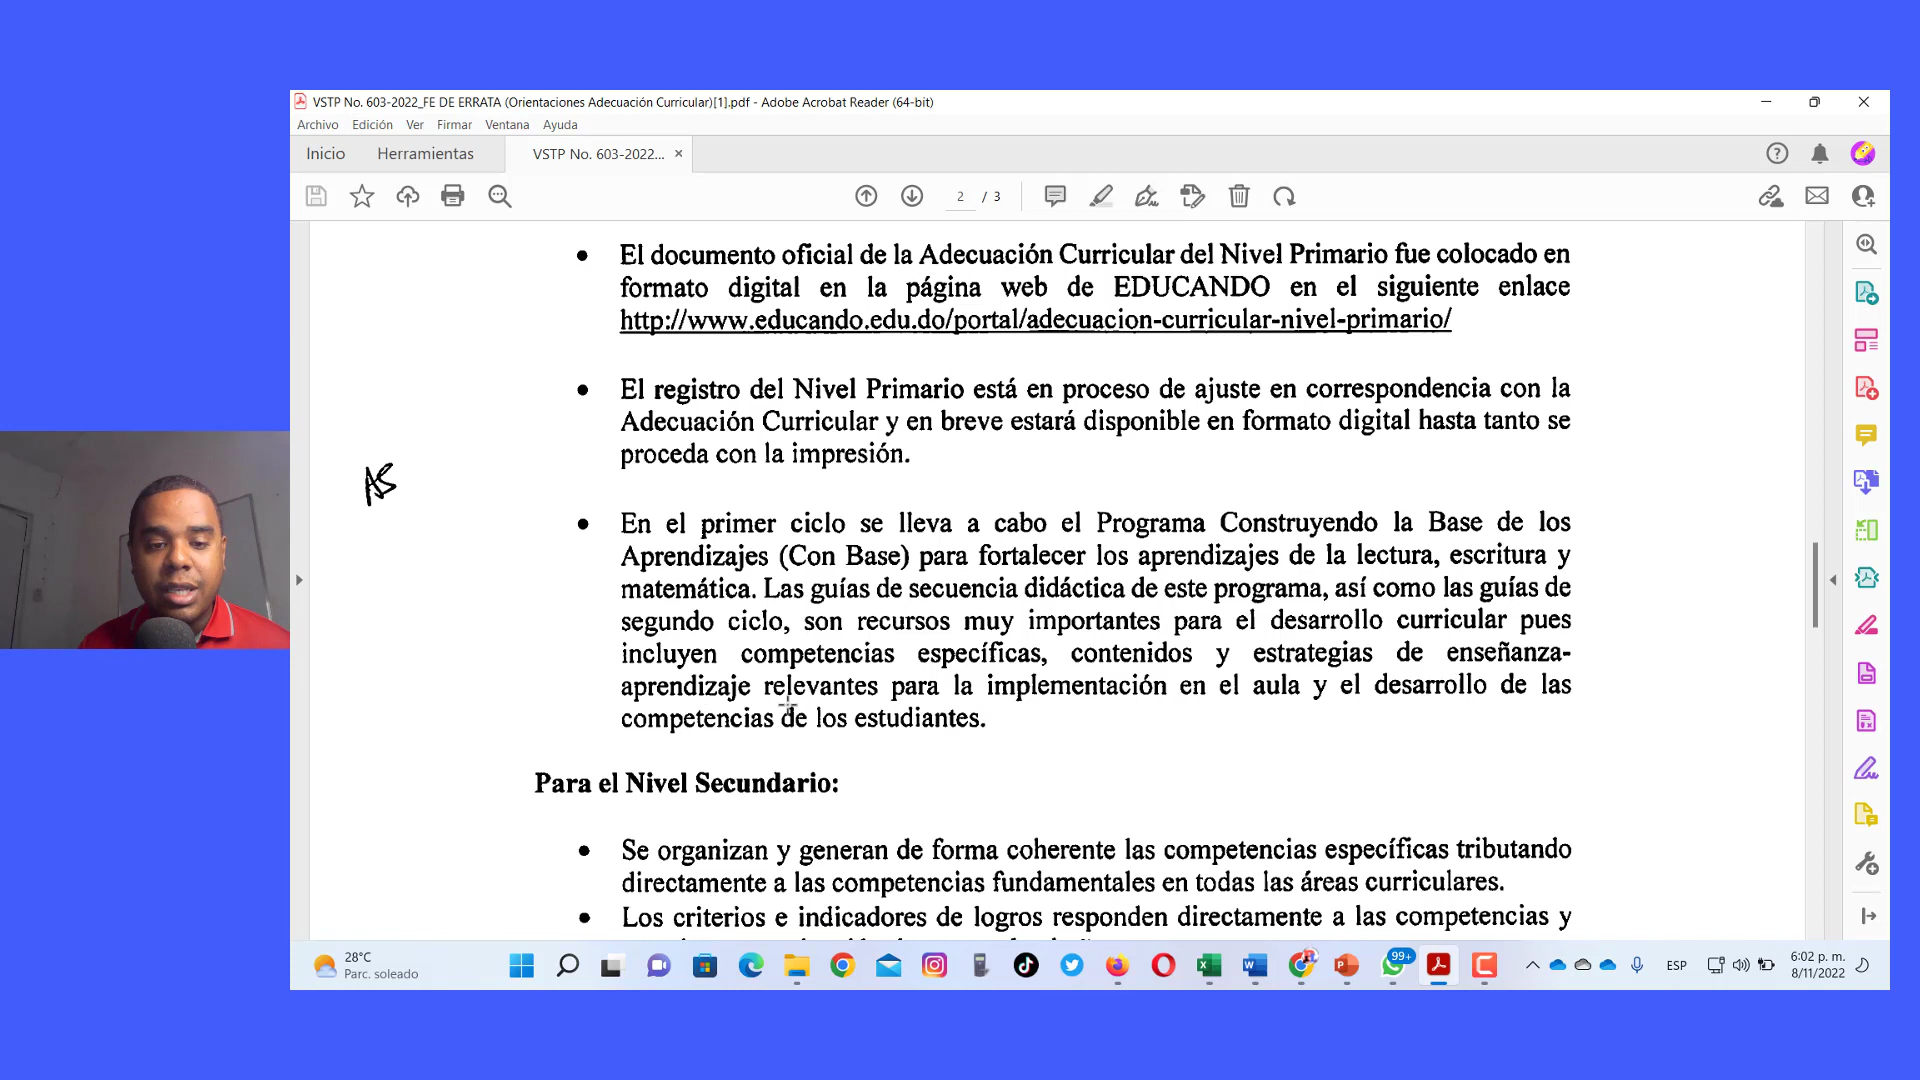 VSTP No. 603-2022_FE DE ERRATA (Orientaciones Adecuación Curricular)[1].pdf - Adobe Acrobat Reader (64-bit)
Archivo Edición Ver Firmar Ventana Ayuda
Inicio Herramientas VSTP No. 603-2022...
2 / 3
El documento oficial de la Adecuación Curricular del Nivel Primario fue colocado en
formato digital en la página web de EDUCANDO en el siguiente enlace
http://www.educando.edu.do/portal/adecuacion-curricular-nivel-primario/
El registro del Nivel Primario está en proceso de ajuste en correspondencia con la
Adecuación Curricular y en breve estará disponible en formato digital hasta tanto se
proceda con la impresión.
AS
En el primer ciclo se lleva a cabo el Programa Construyendo la Base de los
Aprendizajes (Con Base) para fortalecer los aprendizajes de la lectura, escritura y
matemática. Las guías de secuencia didáctica de este programa, así como las guías de
segundo ciclo, son recursos muy importantes para el desarrollo curricular pues
incluyen competencias específicas, contenidos y estrategias de enseñanza-
aprendizaje relevantes para la implementación en el aula y el desarrollo de las
competencias de los estudiantes.
Para el Nivel Secundario:
Se organizan y generan de forma coherente las competencias específicas tributando
directamente a las competencias fundamentales en todas las áreas curriculares.
Los criterios e indicadores de logros responden directamente a las competencias y
28°C
Parc. soleado
99+
ESP
6:02 p. m.
8/11/2022